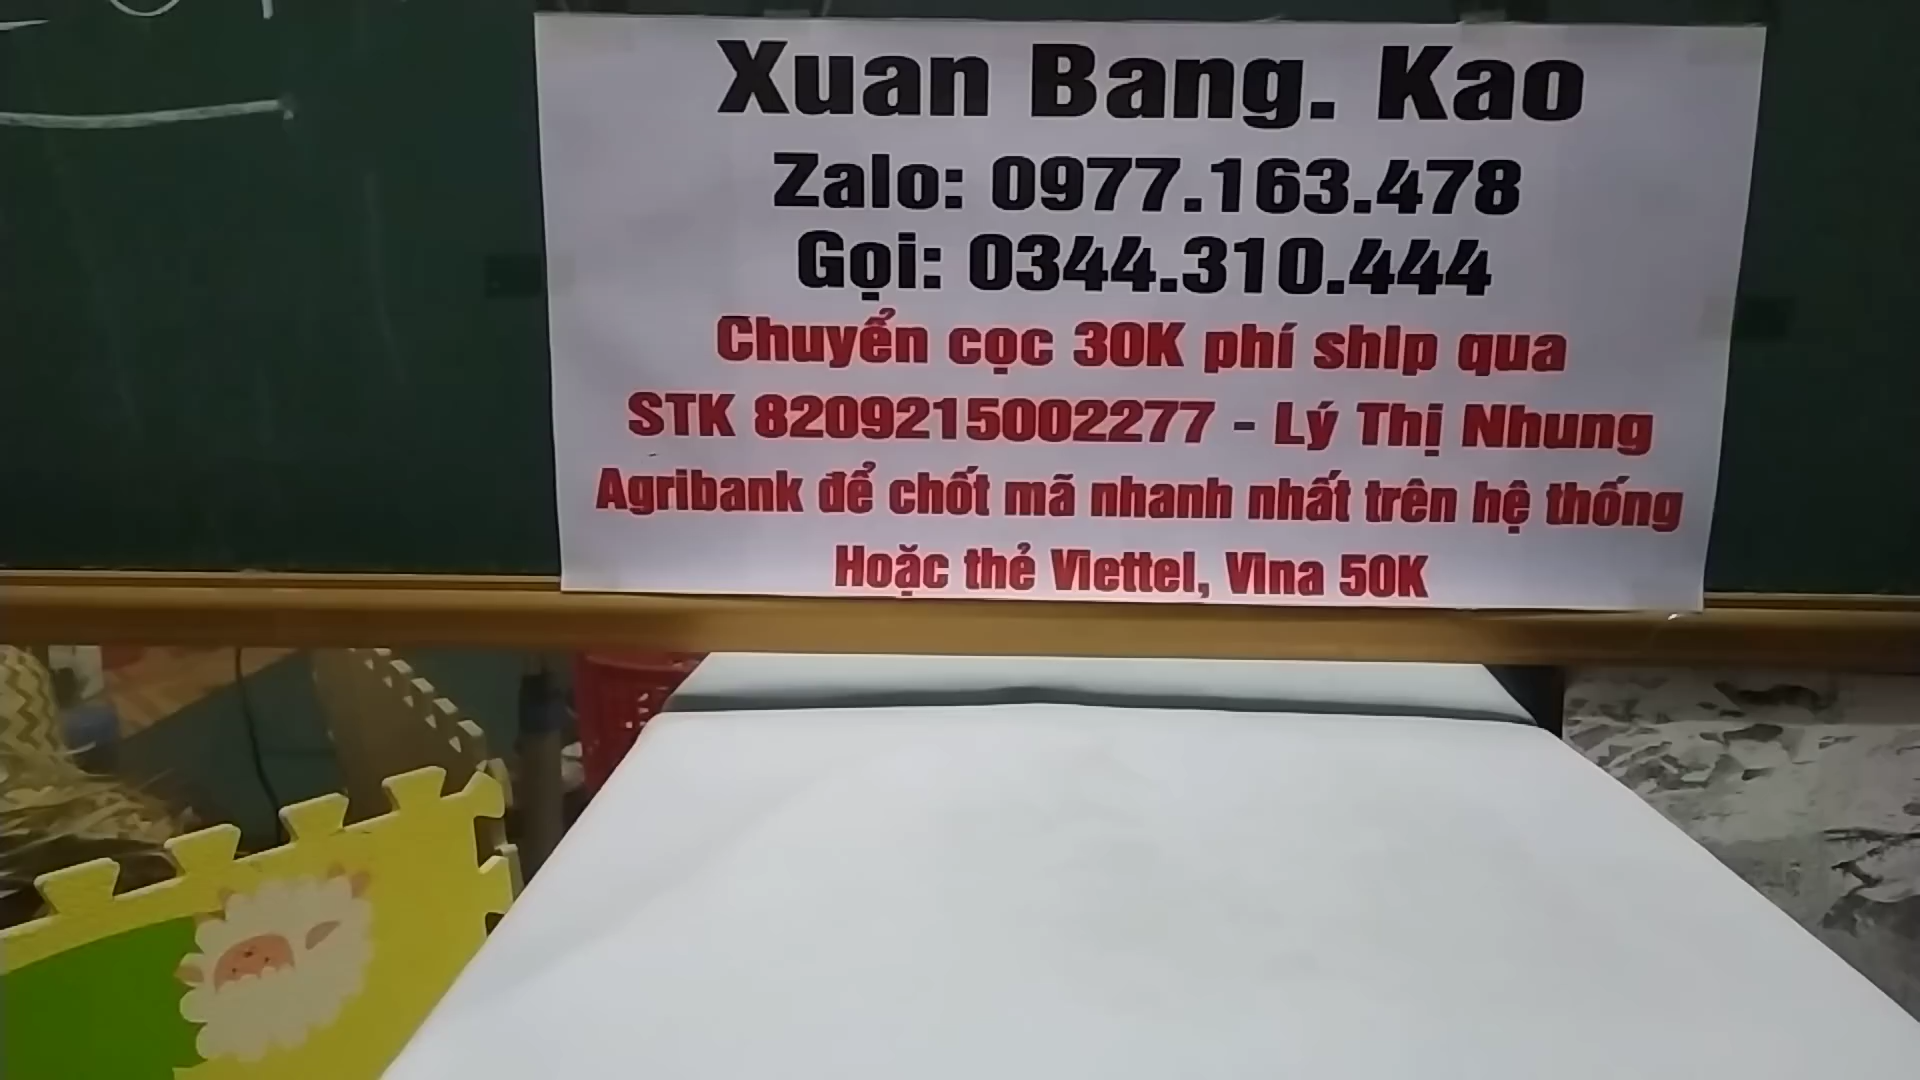 Xuan Bang. Kao
Zalo: 0977.163.478
Gọi: 0344.310.444
Chuyển cọc 30K phí ship qua
STK 8209215002277 - Lý Thị Nhung
Agribank để chốt mã nhanh nhất trên hệ thống
Hoặc thẻ Viettel, Vina 50K